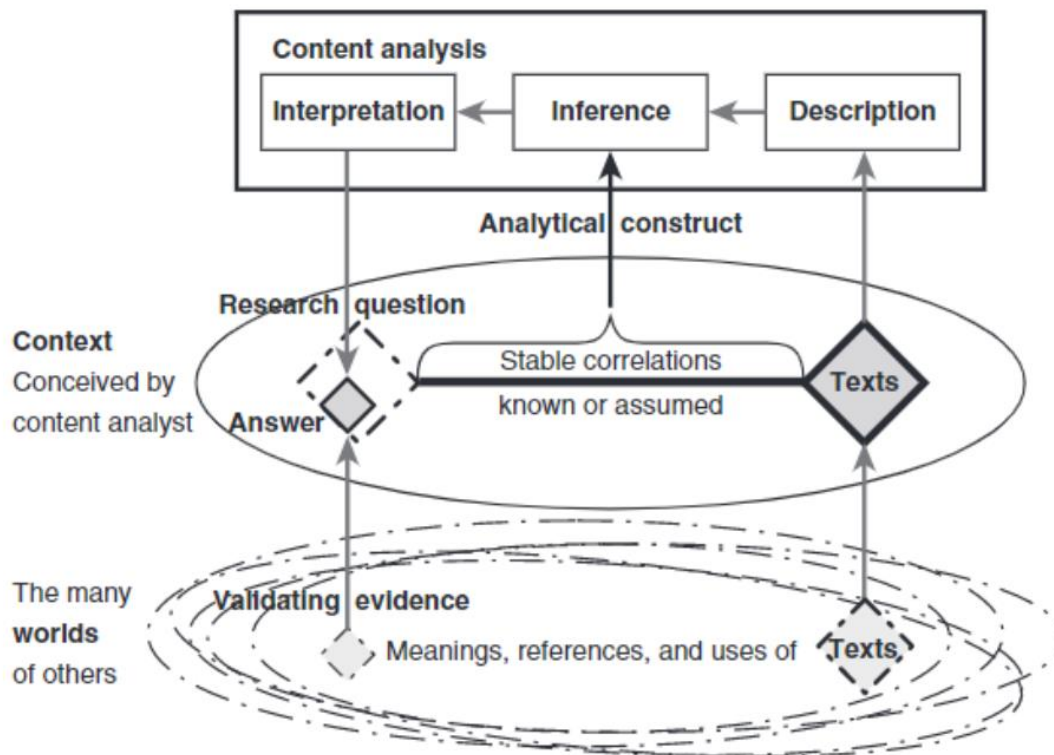 Content analysis
Interpretation
Inference
Description
Analytical construct
Research question
Context
Conceived by
content analyst
Stable correlations
known or assumed
Texts
Answer
The many
worlds
of others
Validating evidence
Meanings, references, and uses of
Texts